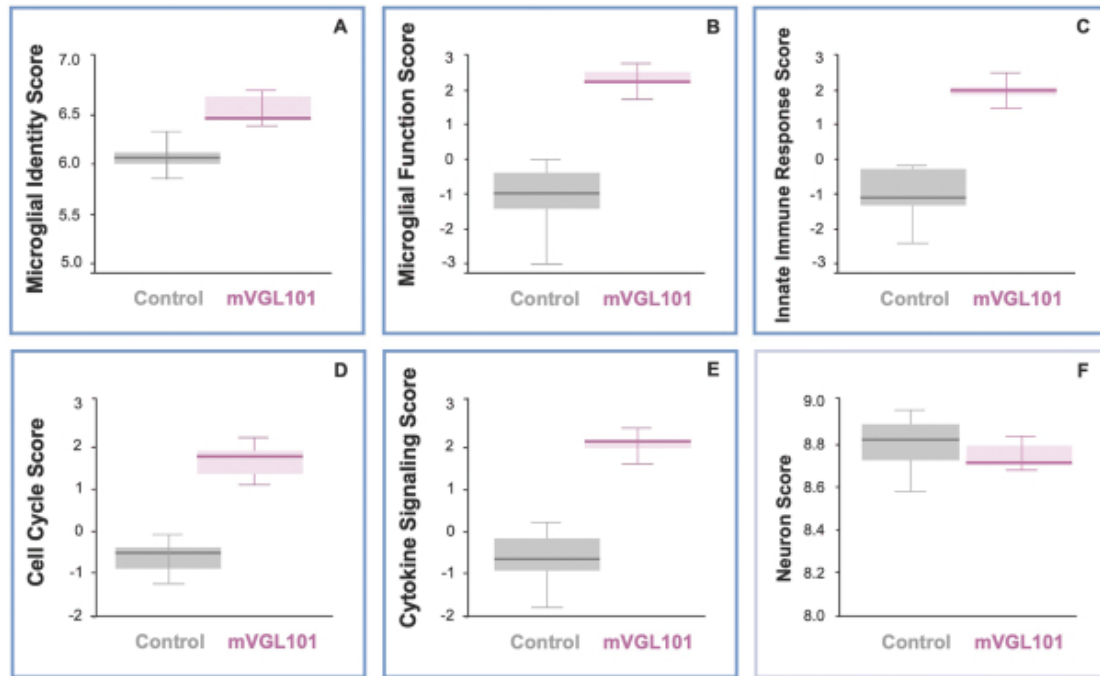 A
Microglial Identity Score
7.0
6.5
6.0
5.5
5.0
Control mVGL101
B
Microglial Function Score
3
2
1
0
-1
-2
-3
Control mVGL101
C
Innate Immune Response Score
3
2
1
0
-1
-2
-3
Control mVGL101
D
Cell Cycle Score
3
2
1
0
-1
-2
Control mVGL101
E
Cytokine Signaling Score
3
2
1
0
-1
-2
Control mVGL101
F
Neuron Score
9.0
8.8
8.6
8.4
8.2
8.0
Control mVGL101